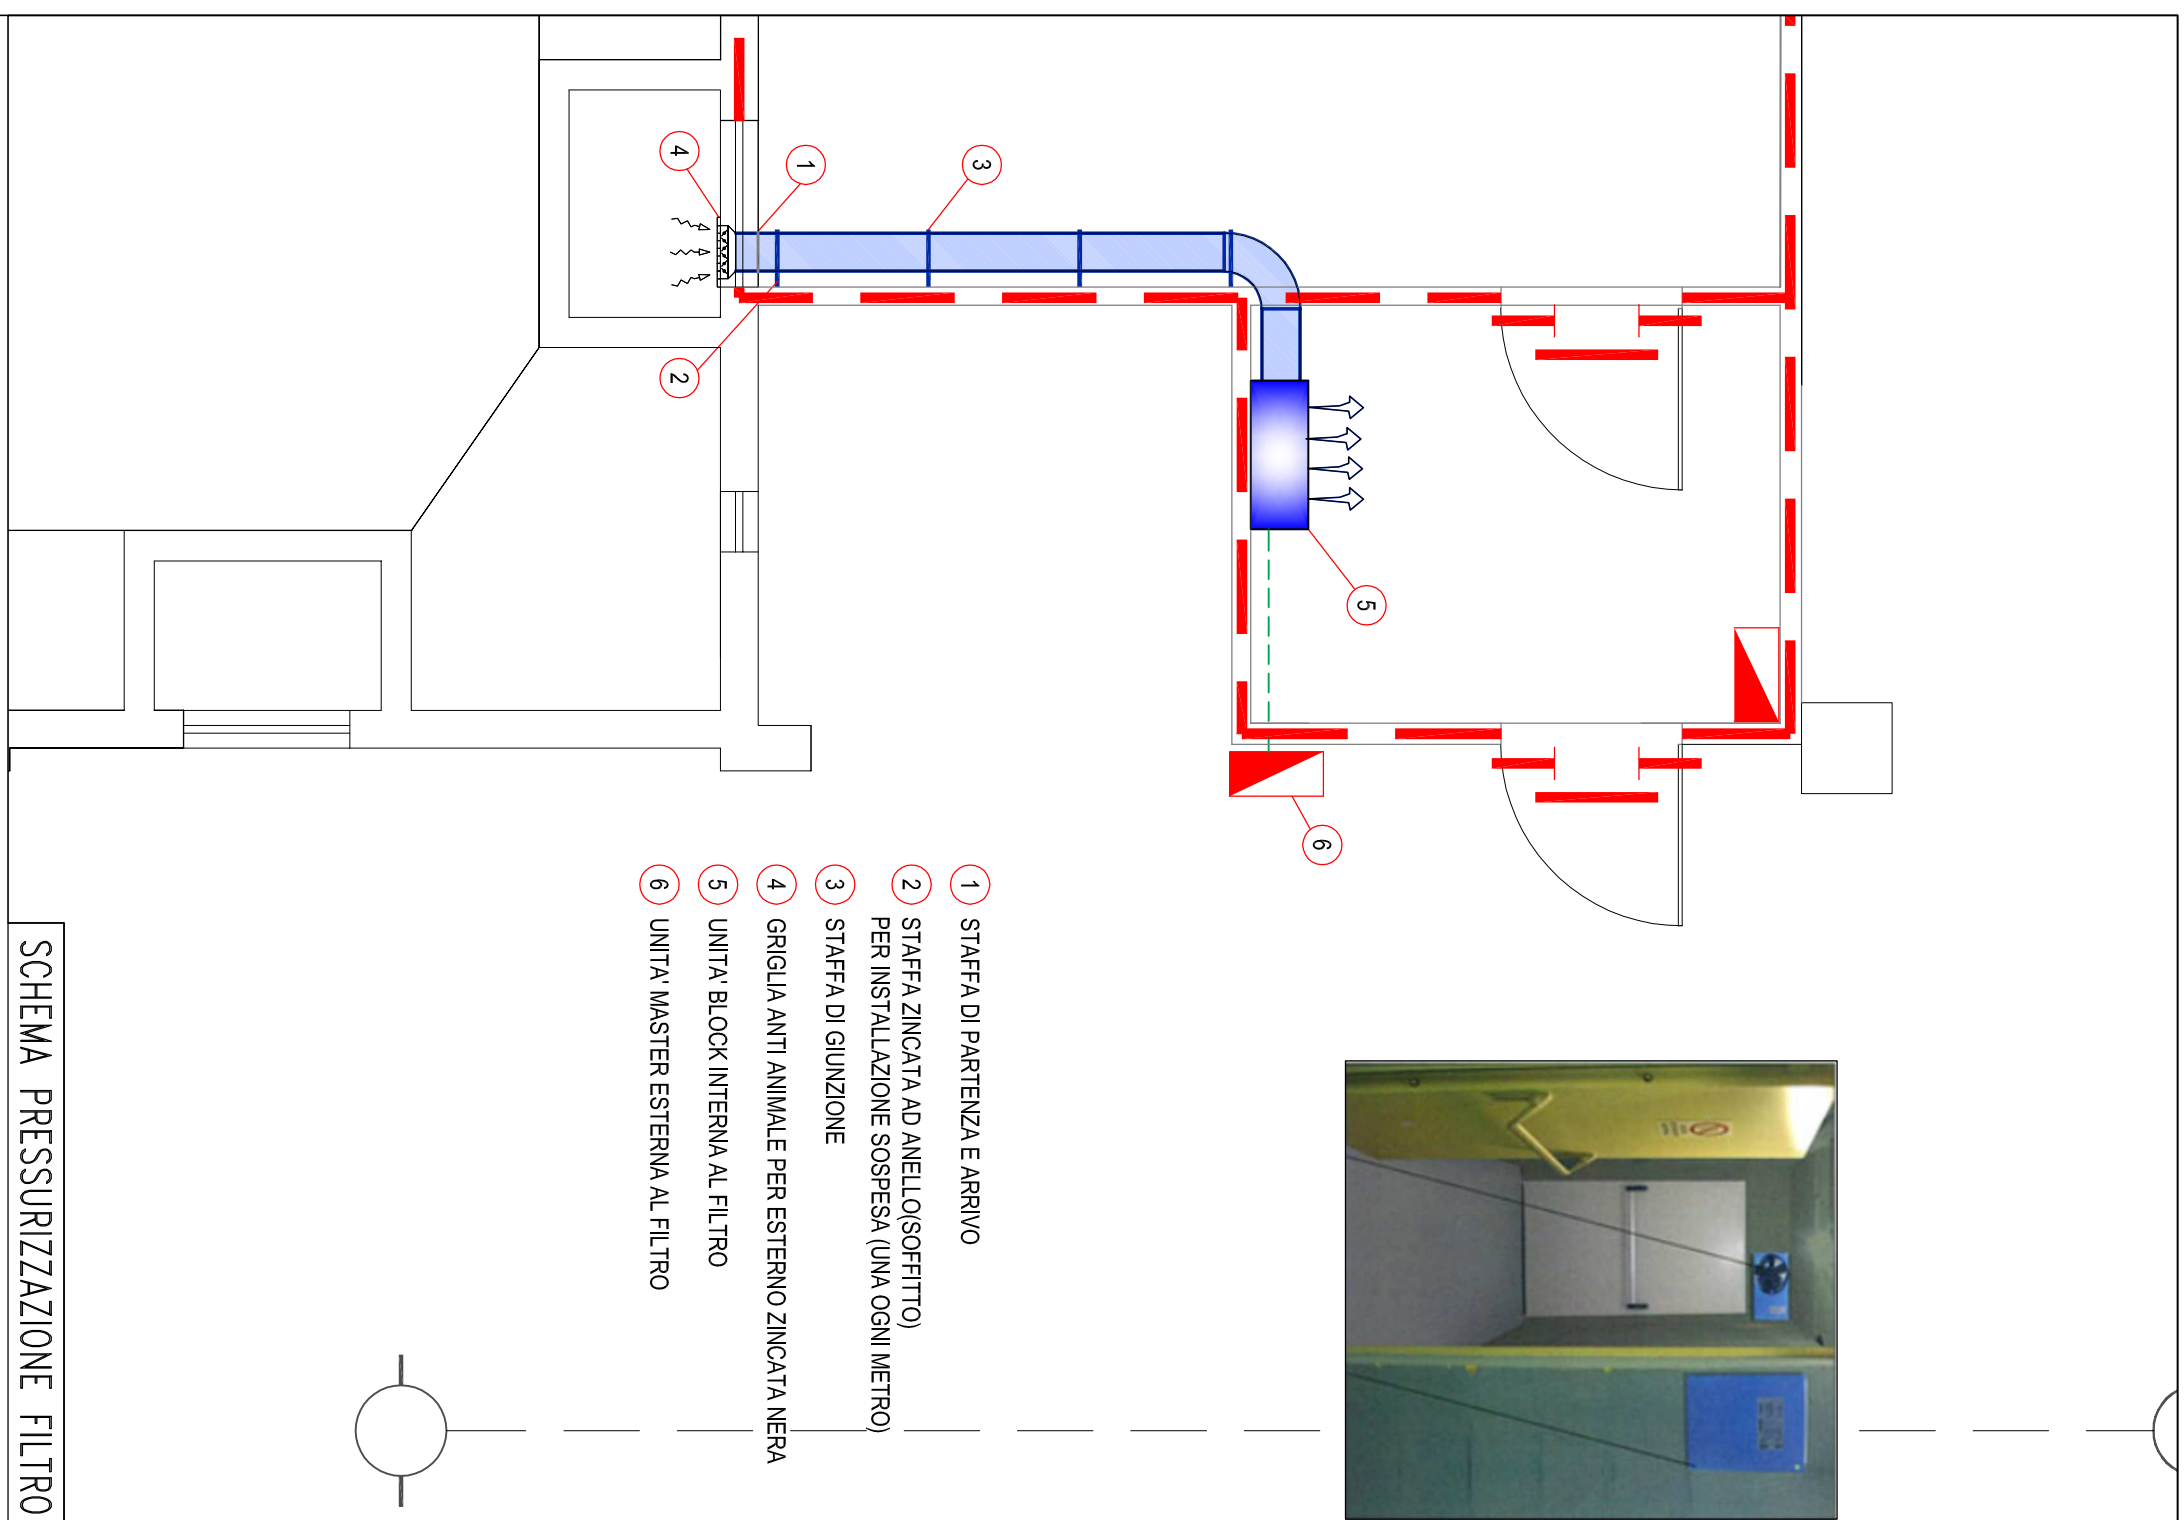 4
1
3
2
5
6
1 STAFFA DI PARTENZA E ARRIVO
2 STAFFA ZINCATA AD ANELLO(SOFFITTO)
PER INSTALLAZIONE SOSPESA (UNA OGNI METRO)
3 STAFFA DI GIUNZIONE
4 GRIGLIA ANTI ANIMALE PER ESTERNO ZINCATA NERA
5 UNITA' BLOCK INTERNA AL FILTRO
6 UNITA' MASTER ESTERNA AL FILTRO
SCHEMA PRESSURIZZAZIONE FILTRO